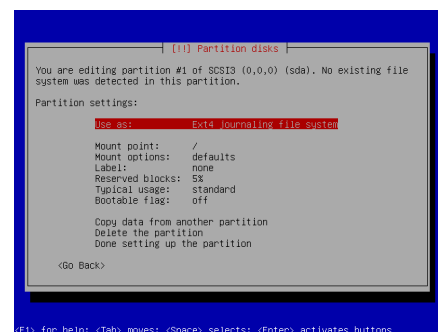 [!!] Partition disks
You are editing partition #1 of SCSI3 (0,0,0) (sda). No existing file
system was detected in this partition.
Partition settings:
Use as: Ext4 journaling file system
Mount point: /
Mount options: defaults
Label: none
Reserved blocks: 5%
Typical usage: standard
Bootable flag: off
Copy data from another partition
Delete the partition
Done setting up the partition
<Go Back>
<F1> for help; <Tab> moves; <Space> selects; <Enter> activates buttons